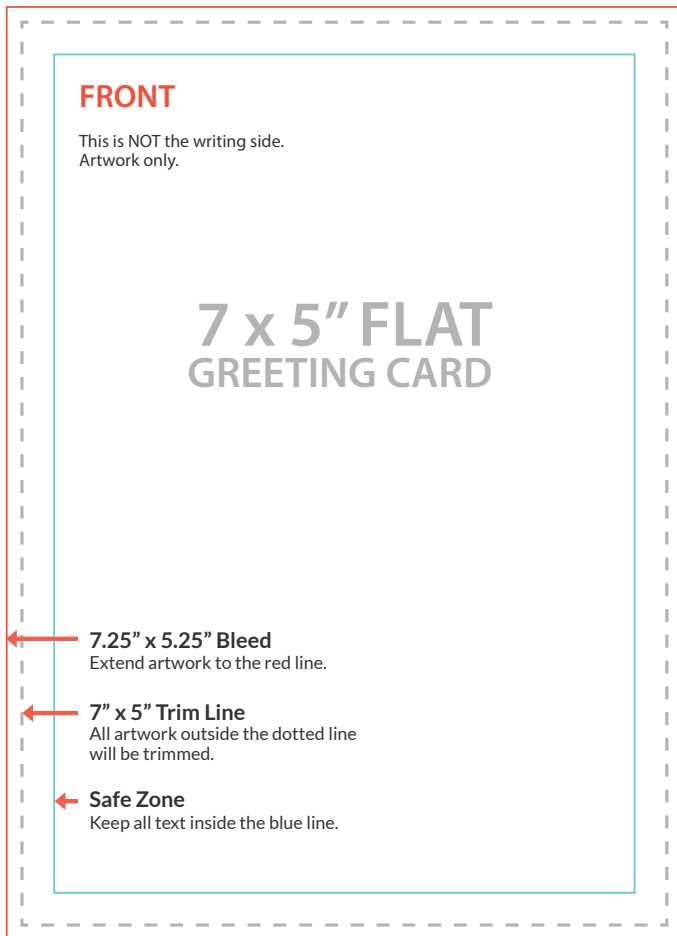 FRONT
This is NOT the writing side.
Artwork only.
7 x 5” FLAT
GREETING CARD
7.25” x 5.25” Bleed
Extend artwork to the red line.
7” x 5” Trim Line
All artwork outside the dotted line
will be trimmed.
Safe Zone
Keep all text inside the blue line.